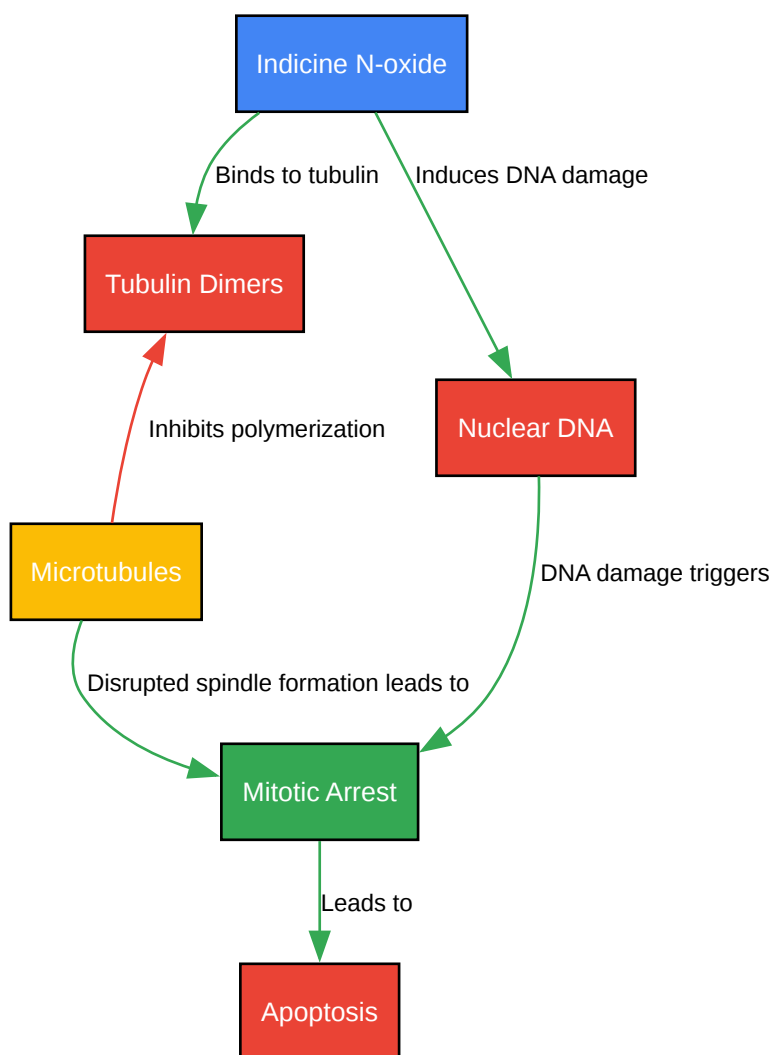 Indicine N-oxide
Binds to tubulin
Induces DNA damage
Tubulin Dimers
Inhibits polymerization
Nuclear DNA
Microtubules
DNA damage triggers
Disrupted spindle formation leads to
Mitotic Arrest
Leads to
Apoptosis